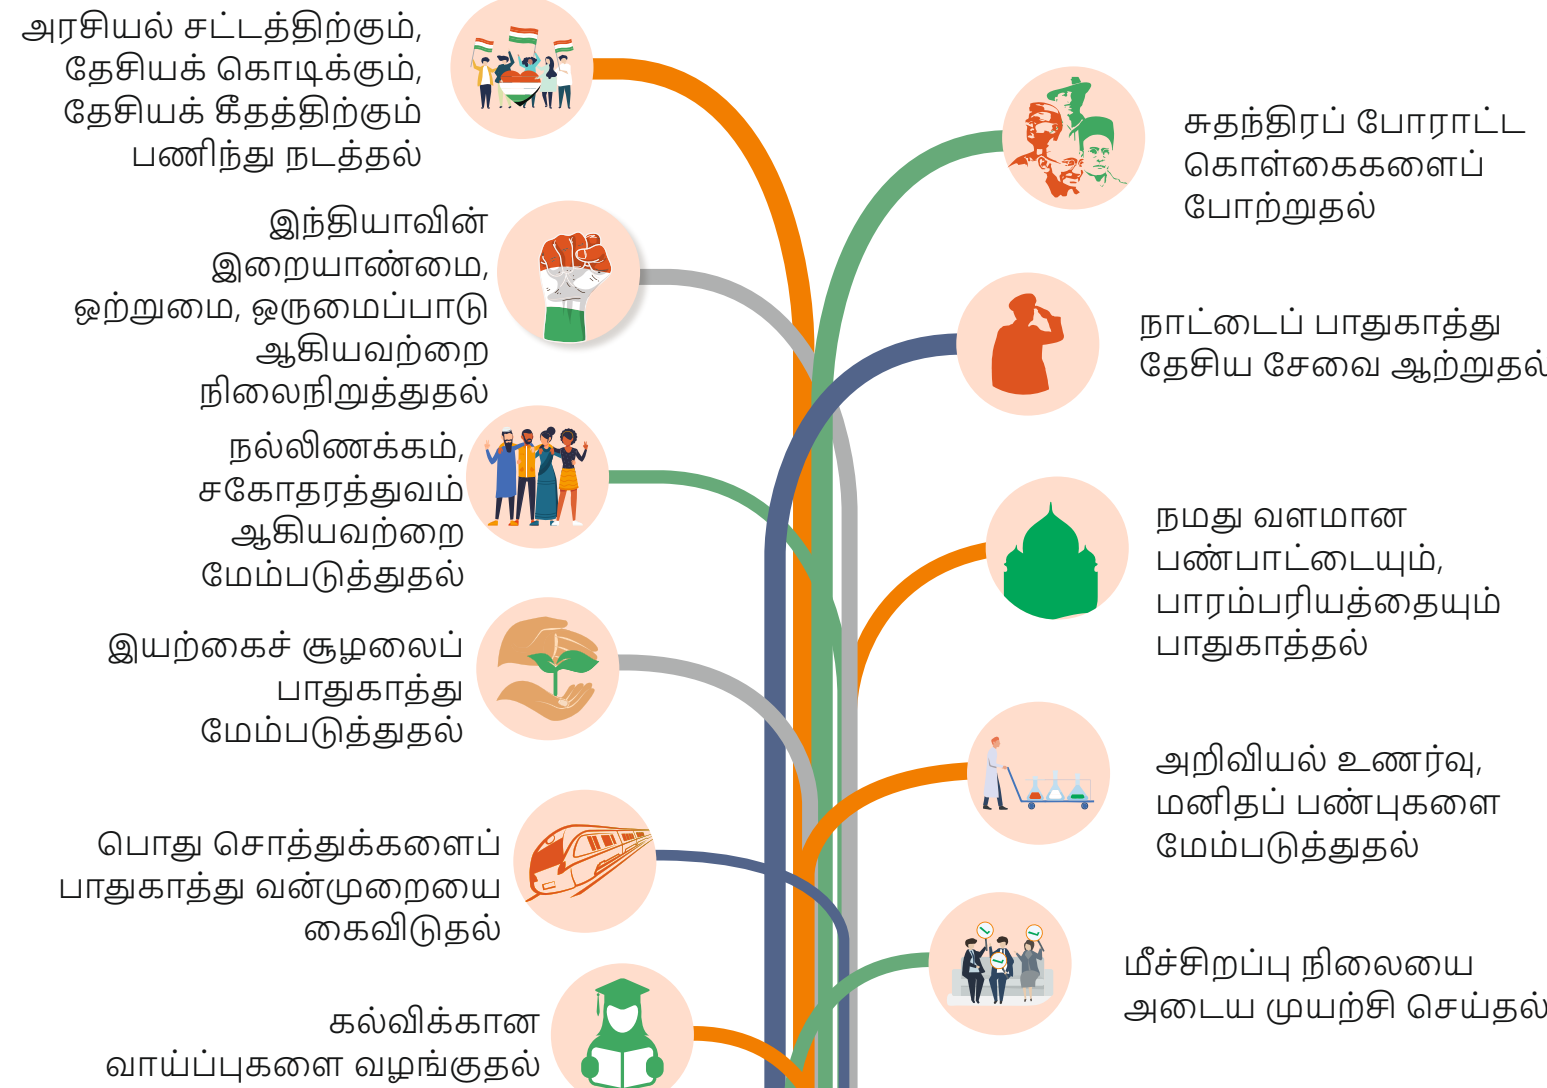 அரசியல் சட்டத்திற்கும்,
தேசியக் கொடிக்கும்,
தேசியக் கீதத்திற்கும்
பணிந்து நடத்தல்
சுதந்திரப் போராட்ட
கொள்கைகளைப்
போற்றுதல்
இந்தியாவின்
இறையாண்மை,
ஒற்றுமை, ஒருமைப்பாடு
ஆகியவற்றை
நிலைநிறுத்துதல்
நாட்டைப் பாதுகாத்து
தேசிய சேவை ஆற்றுதல்
நல்லிணக்கம்,
சகோதரத்துவம்
ஆகியவற்றை
மேம்படுத்துதல்
நமது வளமான
பண்பாட்டையும்,
பாரம்பரியத்தையும்
பாதுகாத்தல்
இயற்கைச் சூழலைப்
பாதுகாத்து
மேம்படுத்துதல்
அறிவியல் உணர்வு,
மனிதப் பண்புகளை
மேம்படுத்துதல்
பொது சொத்துக்களைப்
பாதுகாத்து வன்முறையை
கைவிடுதல்
மீச்சிறப்பு நிலையை
அடைய முயற்சி செய்தல்
கல்விக்கான
வாய்ப்புகளை வழங்குதல்